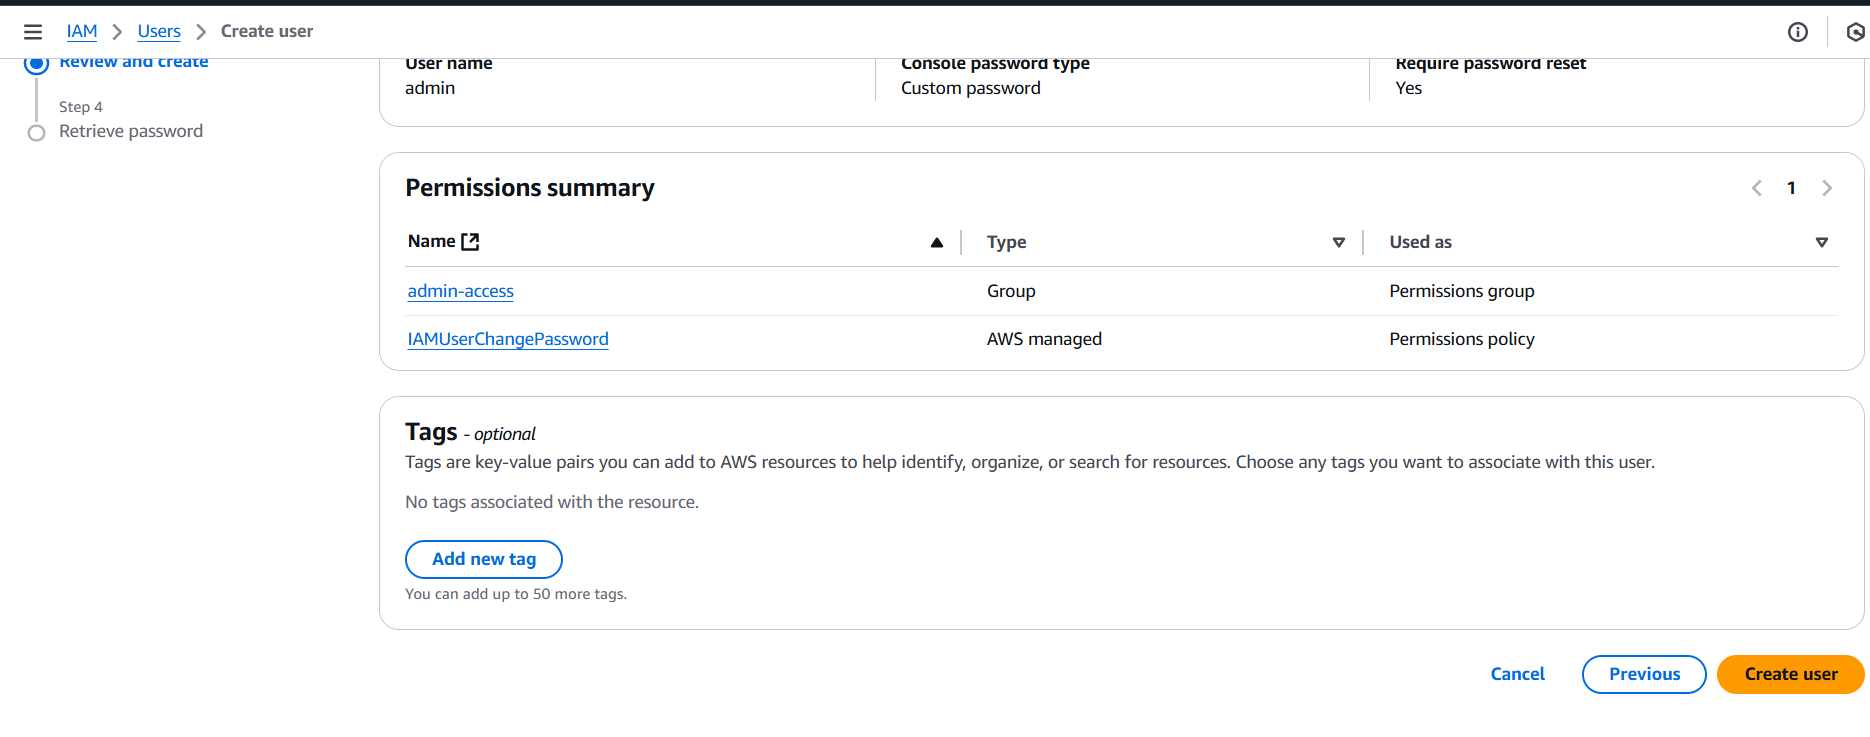 IAM > Users > Create user
Review and create
Step 4
Retrieve password
User name
admin
Console password type
Custom password
Require password reset
Yes
Permissions summary
1
Name Type Used as
admin-access Group Permissions group
IAMUserChangePassword AWS managed Permissions policy
Tags - optional
Tags are key-value pairs you can add to AWS resources to help identify, organize, or search for resources. Choose any tags you want to associate with this user.
No tags associated with the resource.
Add new tag
You can add up to 50 more tags.
Cancel Previous Create user